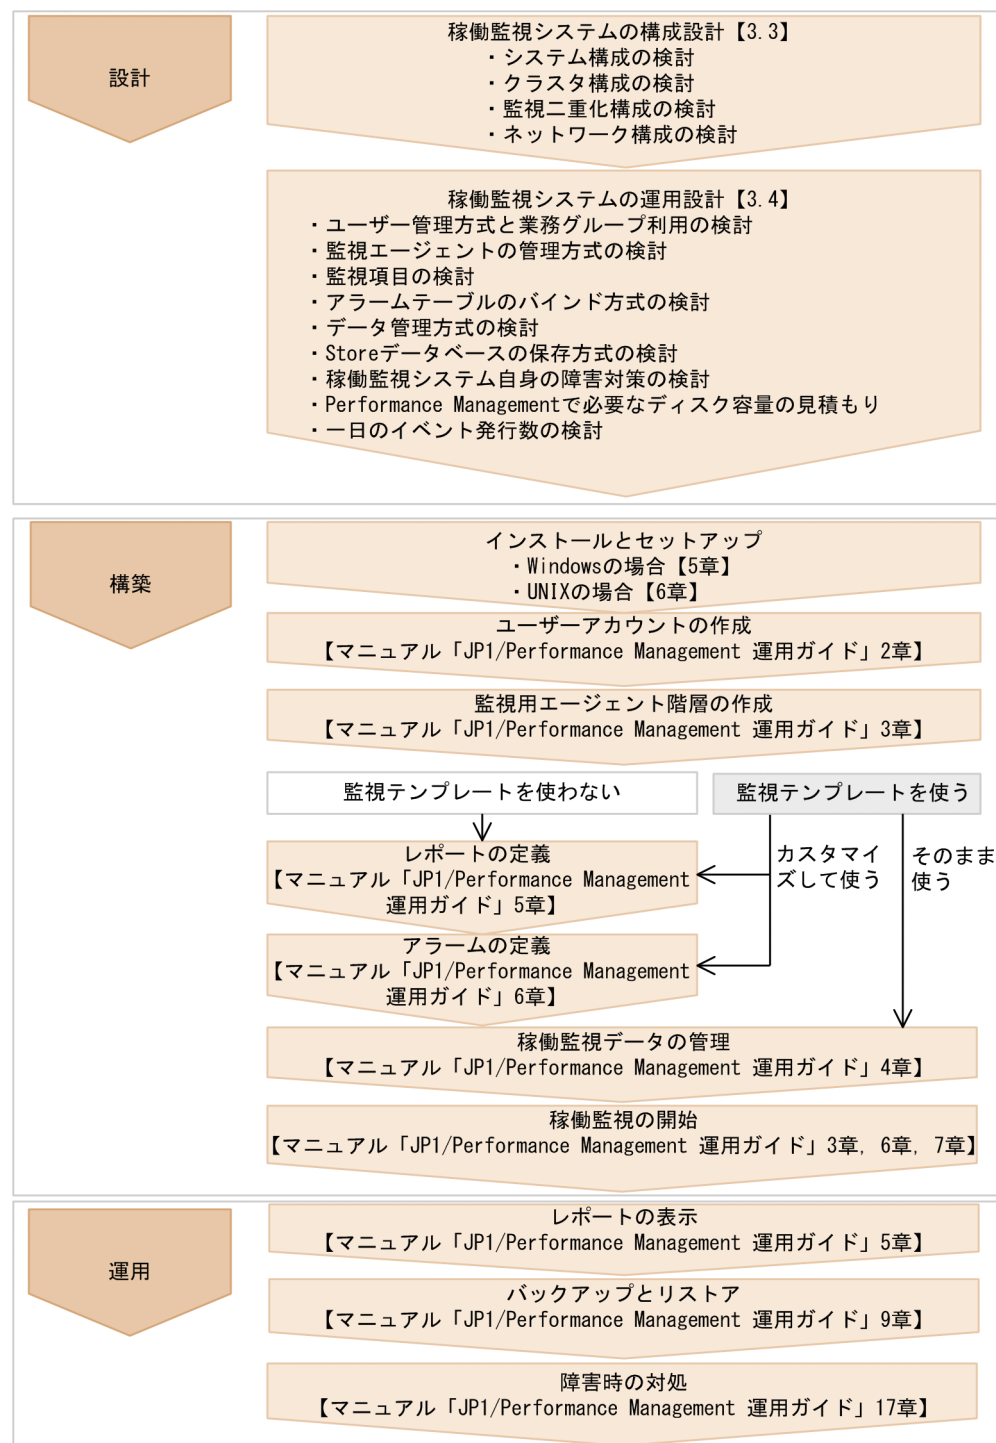 設計
稼働監視システムの構成設計【3.3】
・システム構成の検討
・クラスタ構成の検討
・監視二重化構成の検討
・ネットワーク構成の検討
稼働監視システムの運用設計【3.4】
・ユーザー管理方式と業務グループ利用の検討
・監視エージェントの管理方式の検討
・監視項目の検討
・アラームテーブルのバインド方式の検討
・データ管理方式の検討
・Storeデータベースの保存方式の検討
・稼働監視システム自身の障害対策の検討
・Performance Managementで必要なディスク容量の見積もり
・一日のイベント発行数の検討
構築
インストールとセットアップ
・Windowsの場合【5章】
・UNIXの場合【6章】
ユーザーアカウントの作成
【マニュアル「JP1/Performance Management 運用ガイド」2章】
監視用エージェント階層の作成
【マニュアル「JP1/Performance Management 運用ガイド」3章】
監視テンプレートを使わない
監視テンプレートを使う
カスタマイ
ズして使う
そのまま
使う
レポートの定義
【マニュアル「JP1/Performance Management
運用ガイド」5章】
アラームの定義
【マニュアル「JP1/Performance Management
運用ガイド」6章】
稼働監視データの管理
【マニュアル「JP1/Performance Management 運用ガイド」4章】
稼働監視の開始
【マニュアル「JP1/Performance Management 運用ガイド」3章, 6章, 7章】
運用
レポートの表示
【マニュアル「JP1/Performance Management 運用ガイド」5章】
バックアップとリストア
【マニュアル「JP1/Performance Management 運用ガイド」9章】
障害時の対処
【マニュアル「JP1/Performance Management 運用ガイド」17章】